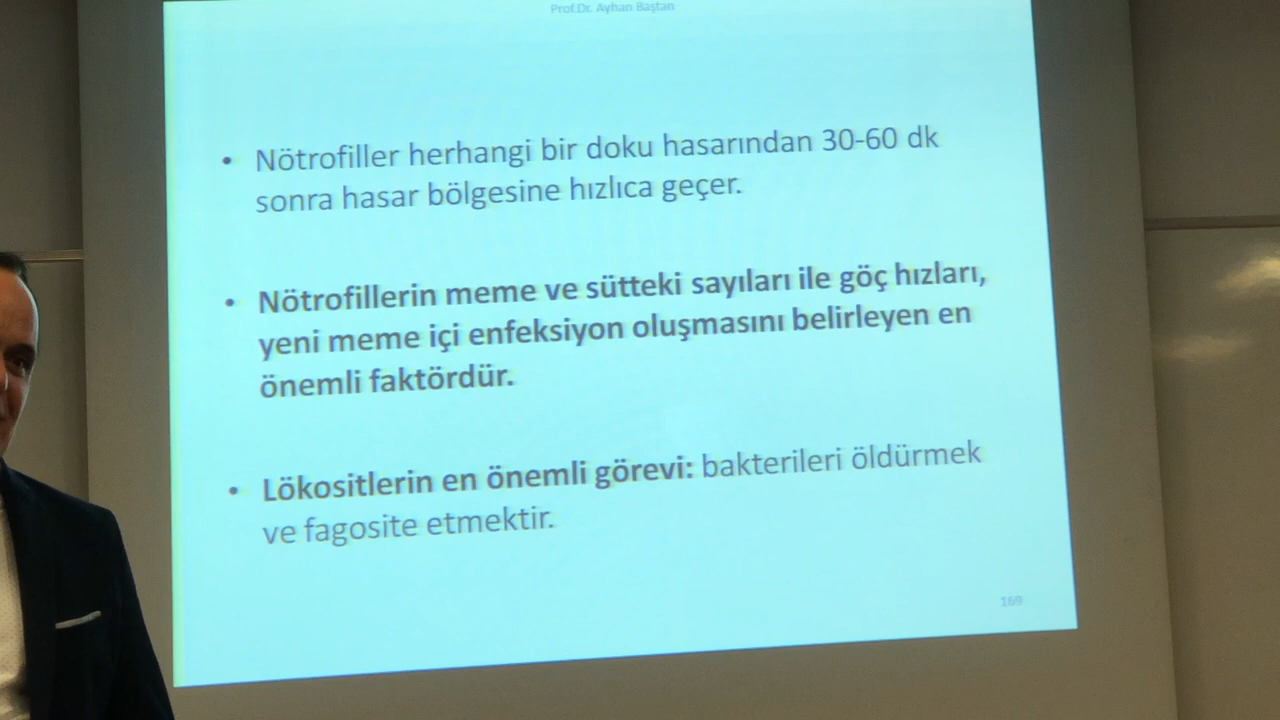 Prof.Dr. Ayhan Baştan
• Nötrofiller herhangi bir doku hasarından 30-60 dk
sonra hasar bölgesine hızlıca geçer.
• Nötrofillerin meme ve sütteki sayıları ile göç hızları,
yeni meme içi enfeksiyon oluşmasını belirleyen en
önemli faktördür.
• Lökositlerin en önemli görevi: bakterileri öldürmek
ve fagosite etmektir.
169